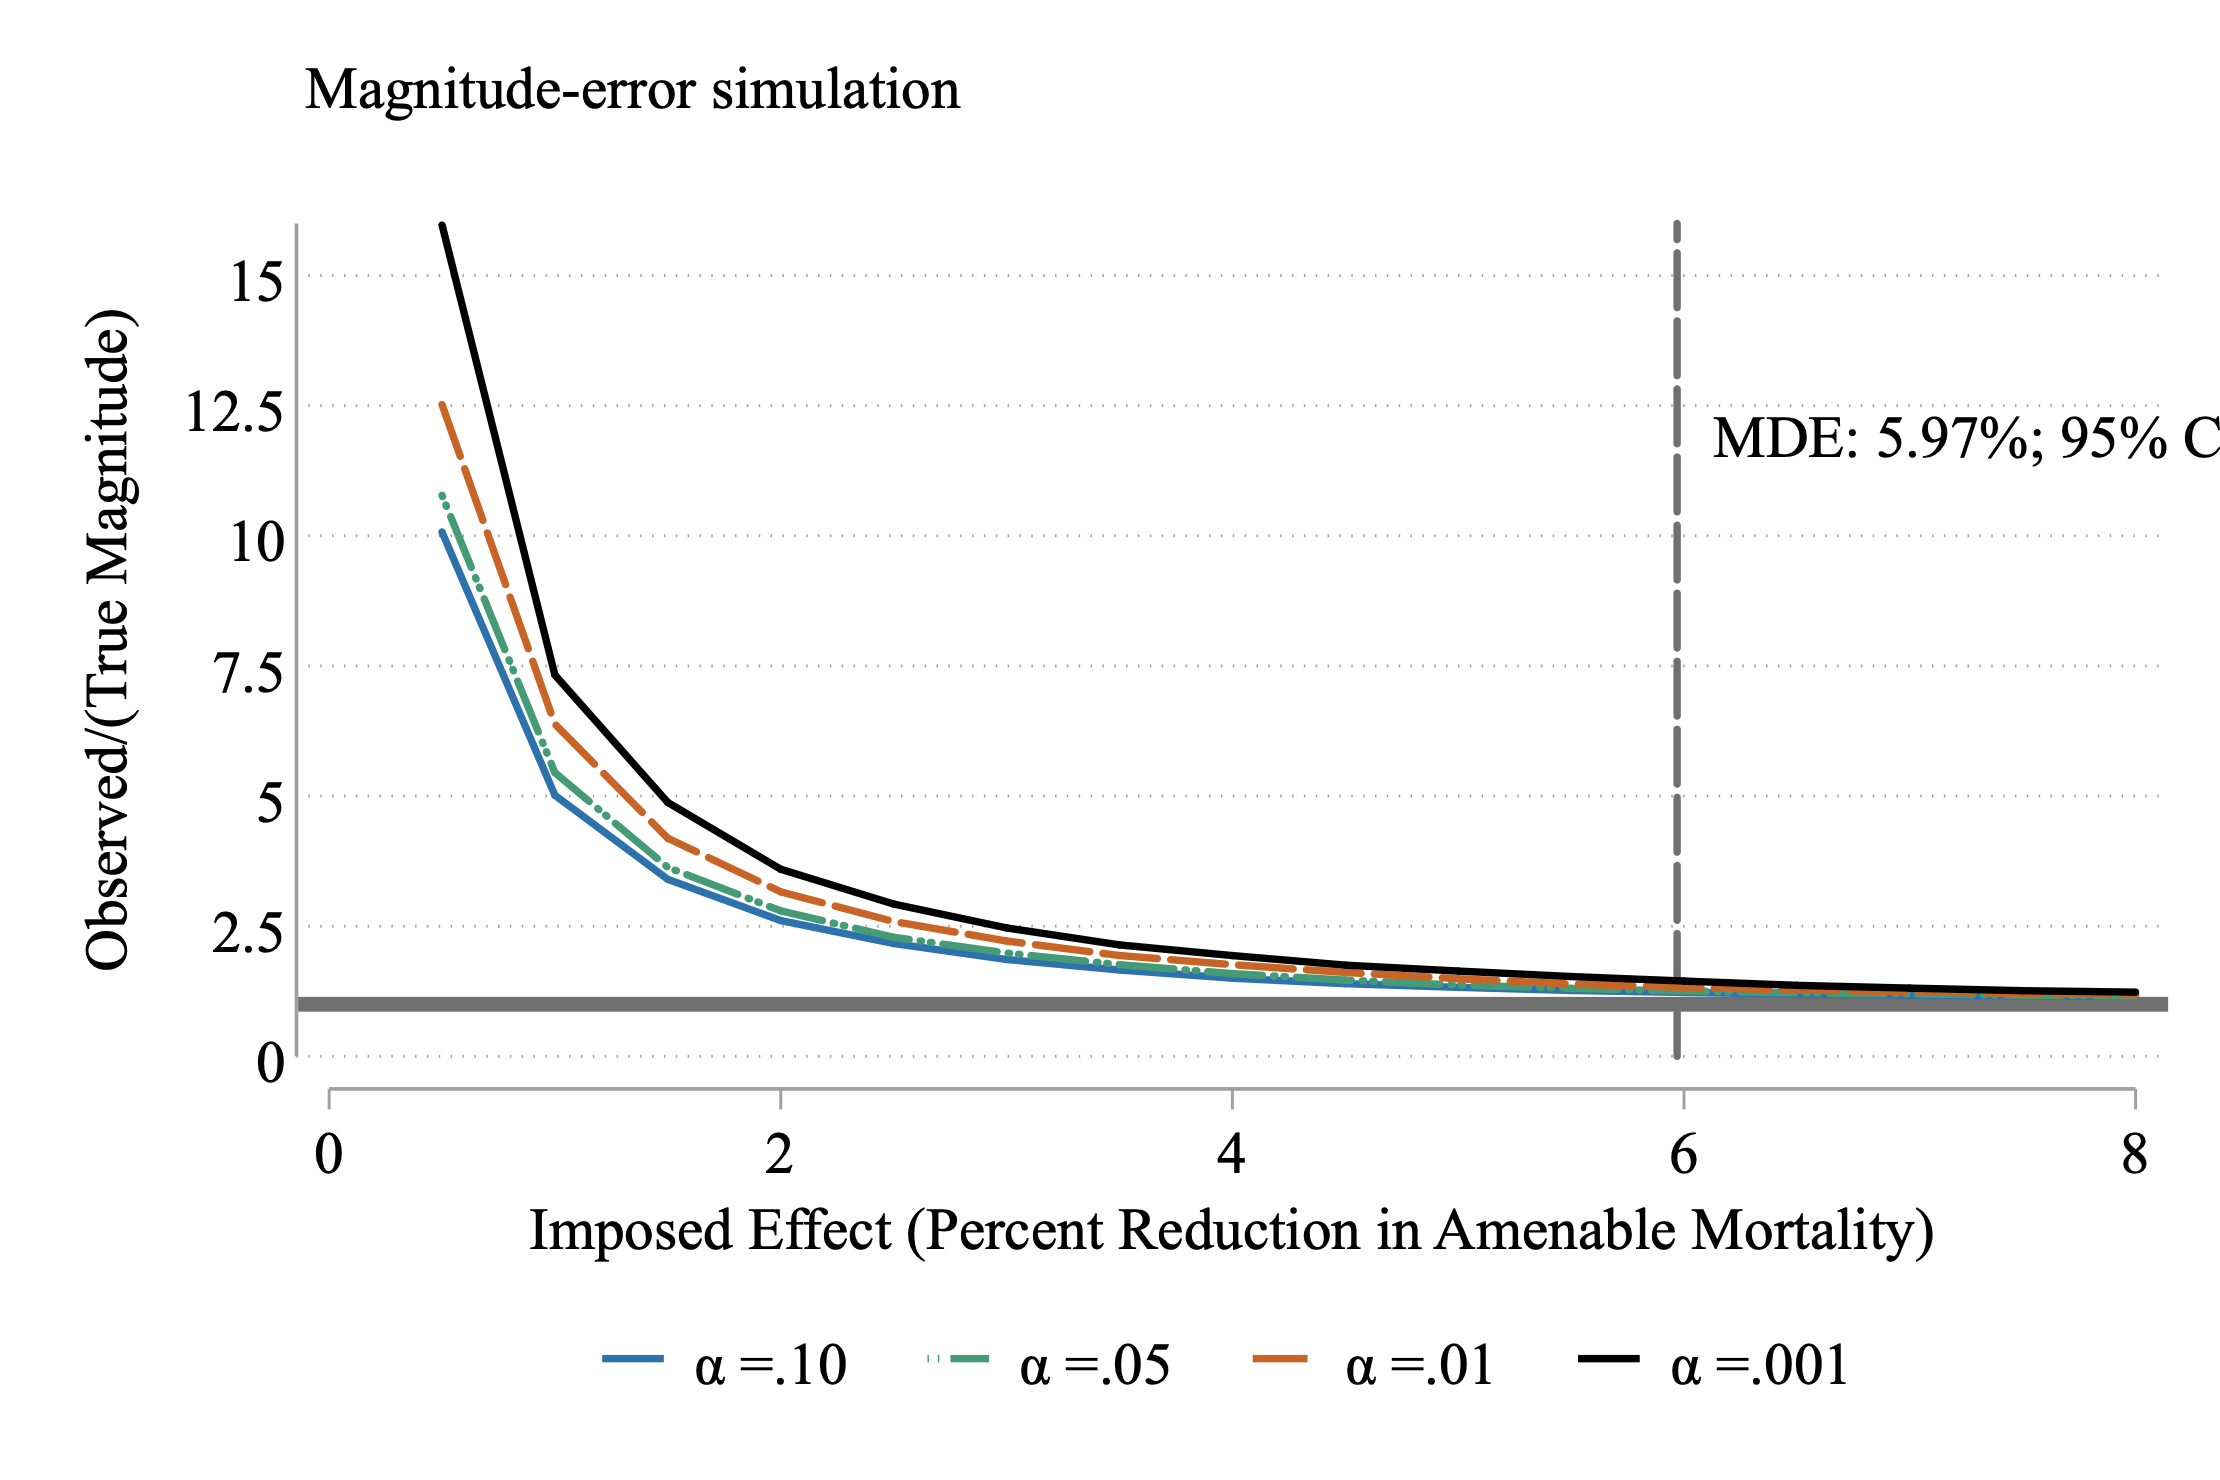 Magnitude-error simulation
Observed/(True Magnitude)
15
12.5
10
7.5
5
2.5
0
MDE: 5.97%; 95% C
0 2 4 6 8
Imposed Effect (Percent Reduction in Amenable Mortality)
α =.10 α =.05 α =.01 α =.001